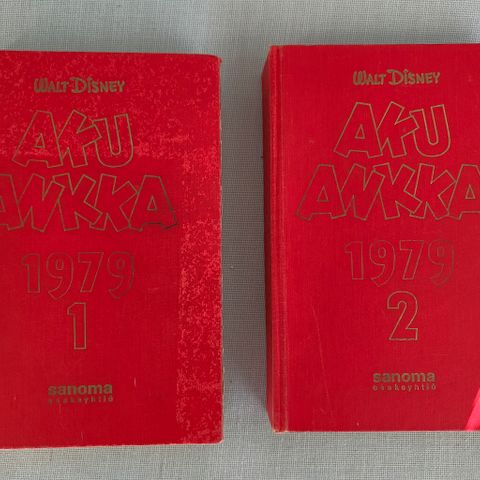 WALT DISNEY
AKU
ANKKA
1979
1
sanoma
osakeyhtiö
WALT DISNEY
AKU
ANKKA
1979
2
sanoma
osakeyhtiö